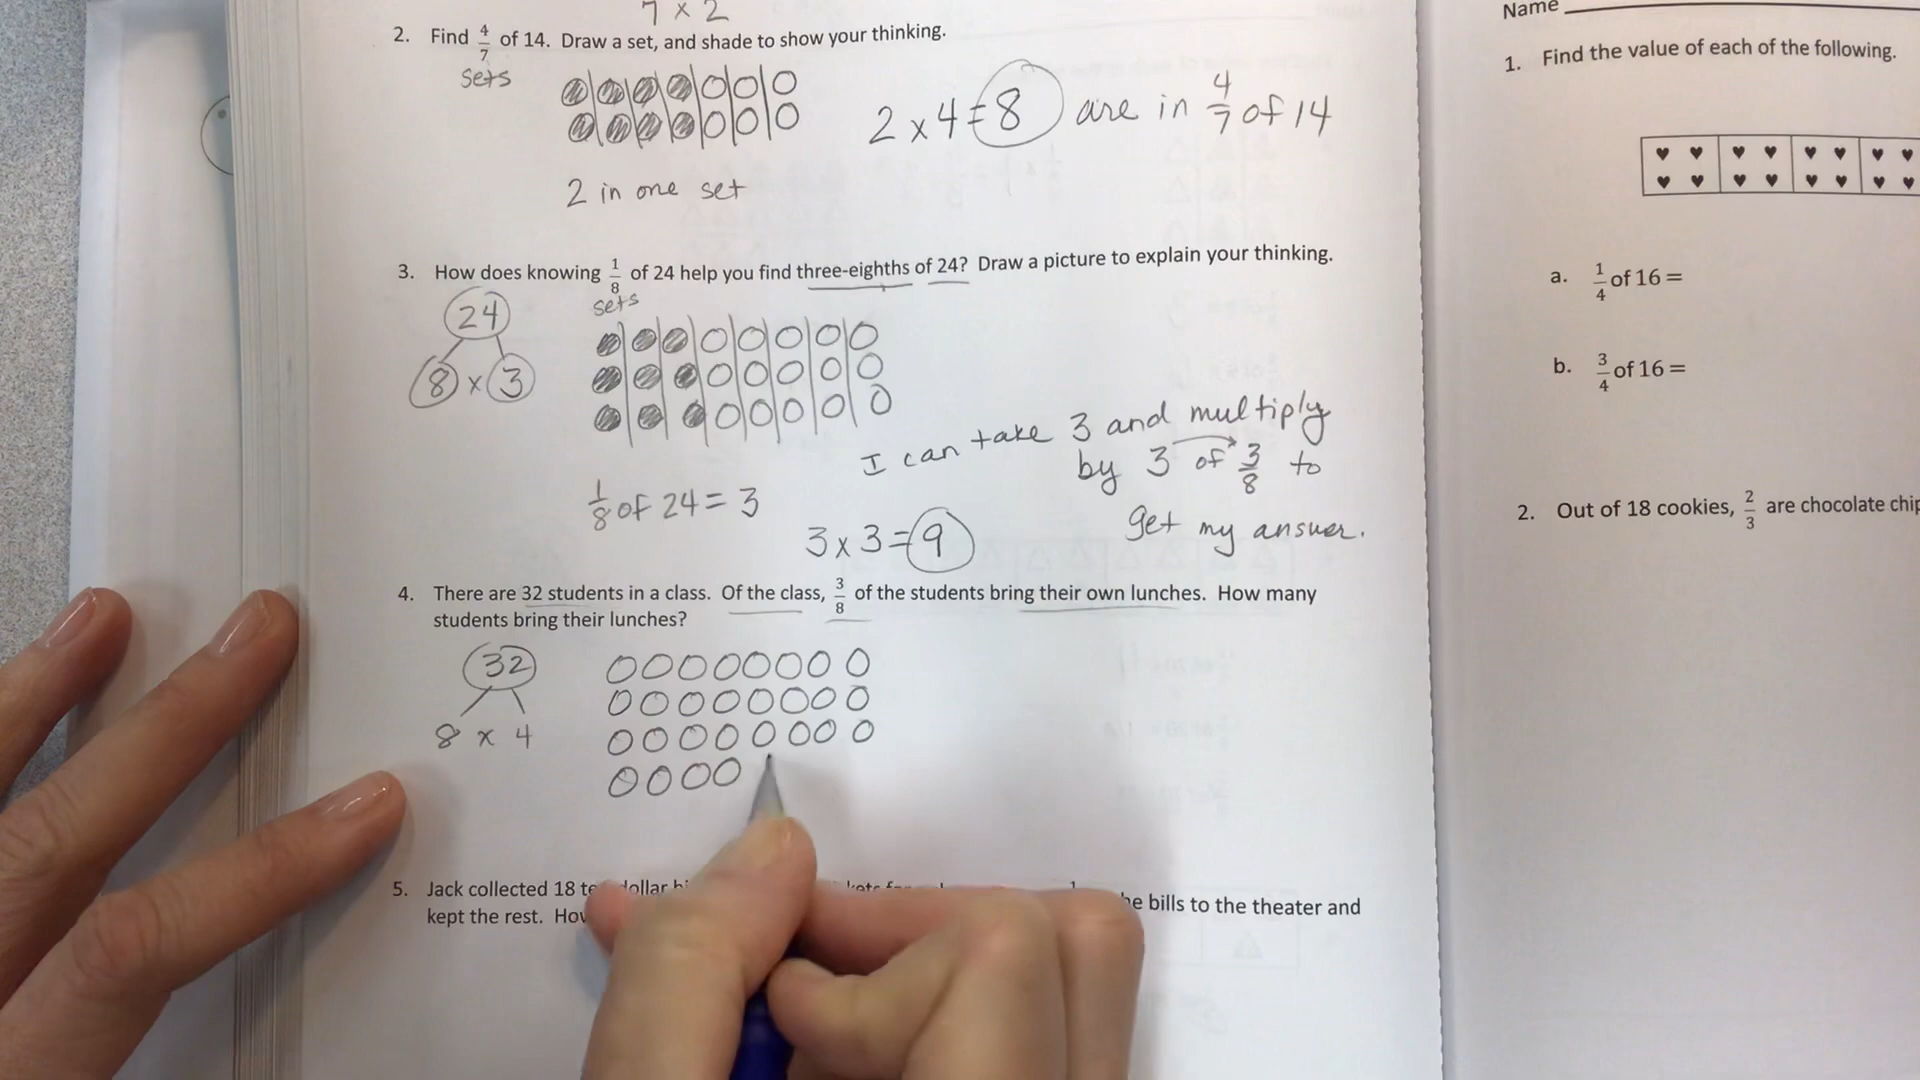 7 x 2
2. Find 4/7 of 14. Draw a set, and shade to show your thinking.
sets
2 x 4 = 8 are in 4/7 of 14
2 in one set
3. How does knowing 1/8 of 24 help you find three-eighths of 24? Draw a picture to explain your thinking.
24
8 x 3
sets
I can take 3 and multiply
by 3 of 3/8 to
get my answer.
1/8 of 24 = 3
3 x 3 = 9
4. There are 32 students in a class. Of the class, 3/8 of the students bring their own lunches. How many
students bring their lunches?
32
8 x 4
5. Jack collected 18 dollar he bills to the theater and
kept the rest.
Name
1. Find the value of each of the following.
a. 1/4 of 16 =
b. 3/4 of 16 =
2. Out of 18 cookies, 2/3 are chocolate